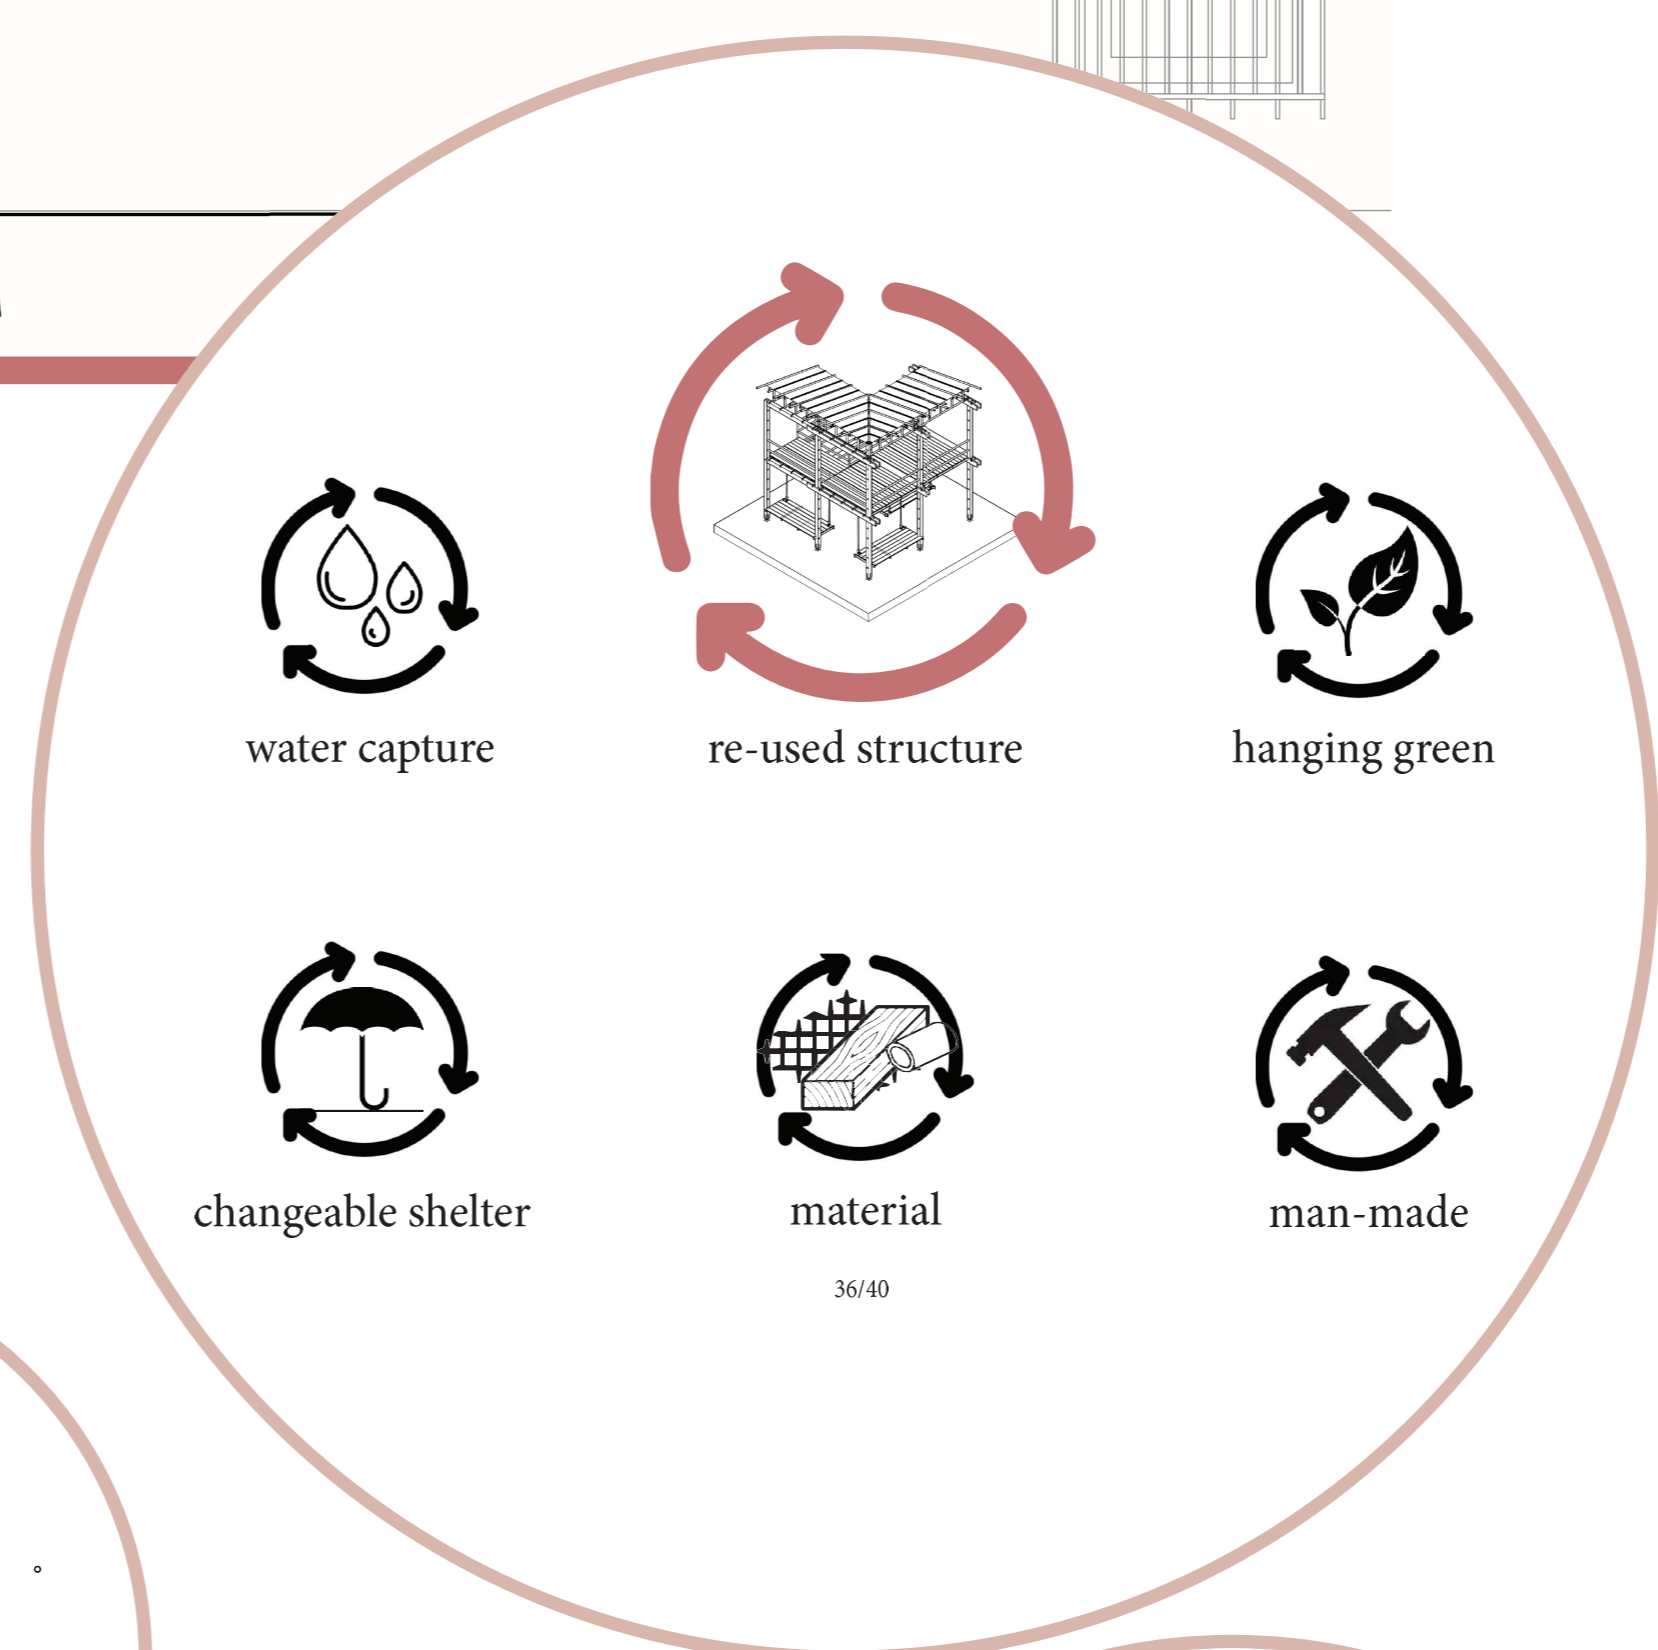 water capture
re-used structure
hanging green
changeable shelter
material
man-made
36/40